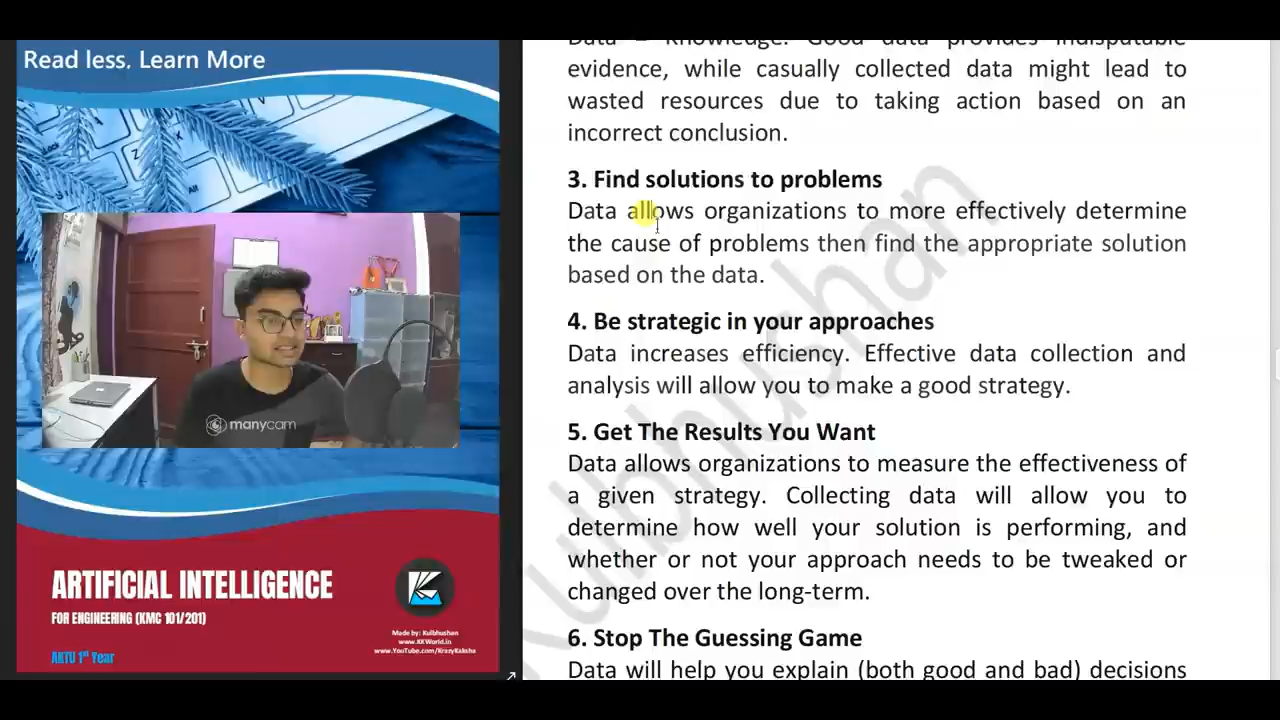 Read less. Learn More
manycam
ARTIFICIAL INTELLIGENCE
FOR ENGINEERING (KMC 101/201)
AKTU 1st Year
Made by: Kulbhushan
www.KKWorld.in
www.YouTube.com/KrazyKaksha
Data = Knowledge. Good data provides indisputable
evidence, while casually collected data might lead to
wasted resources due to taking action based on an
incorrect conclusion.
3. Find solutions to problems
Data allows organizations to more effectively determine
the cause of problems then find the appropriate solution
based on the data.
4. Be strategic in your approaches
Data increases efficiency. Effective data collection and
analysis will allow you to make a good strategy.
5. Get The Results You Want
Data allows organizations to measure the effectiveness of
a given strategy. Collecting data will allow you to
determine how well your solution is performing, and
whether or not your approach needs to be tweaked or
changed over the long-term.
6. Stop The Guessing Game
Data will help you explain (both good and bad) decisions
Kulbhushan